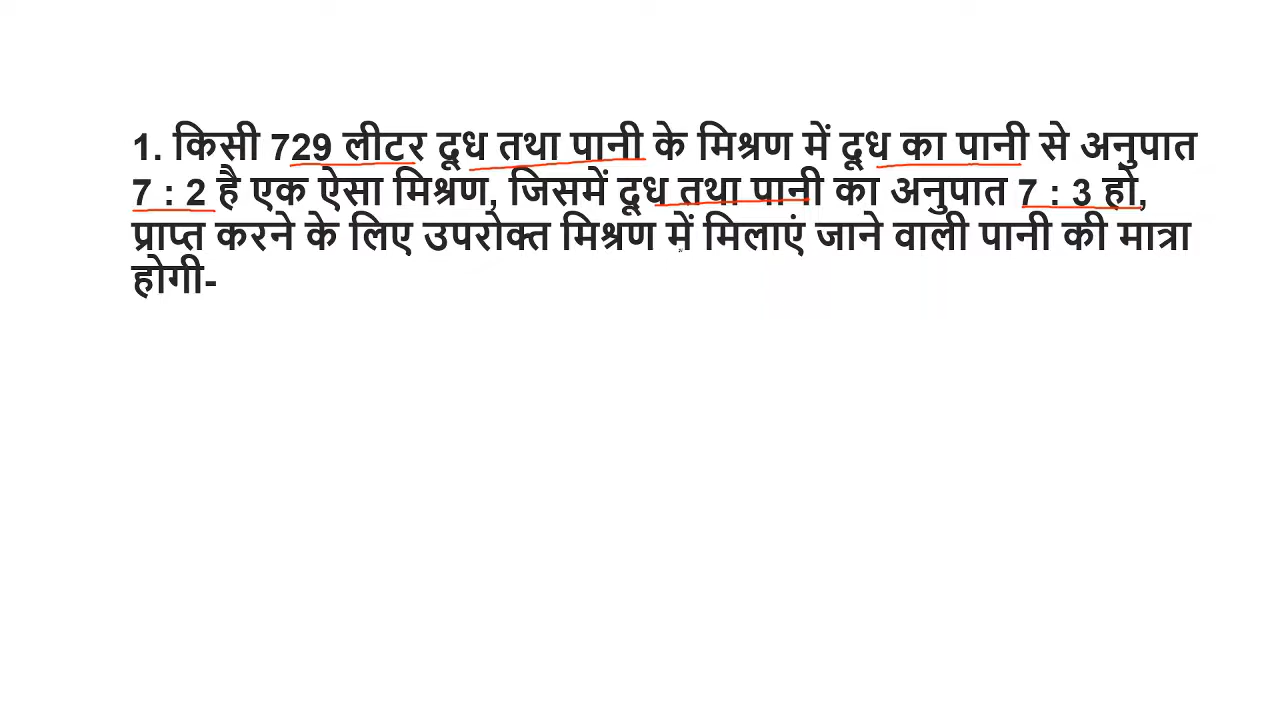 1. किसी 729 लीटर दूध तथा पानी के मिश्रण में दूध का पानी से अनुपात
7 : 2 है एक ऐसा मिश्रण, जिसमें दूध तथा पानी का अनुपात 7 : 3 हो,
प्राप्त करने के लिए उपरोक्त मिश्रण में मिलाएं जाने वाली पानी की मात्रा
होगी-